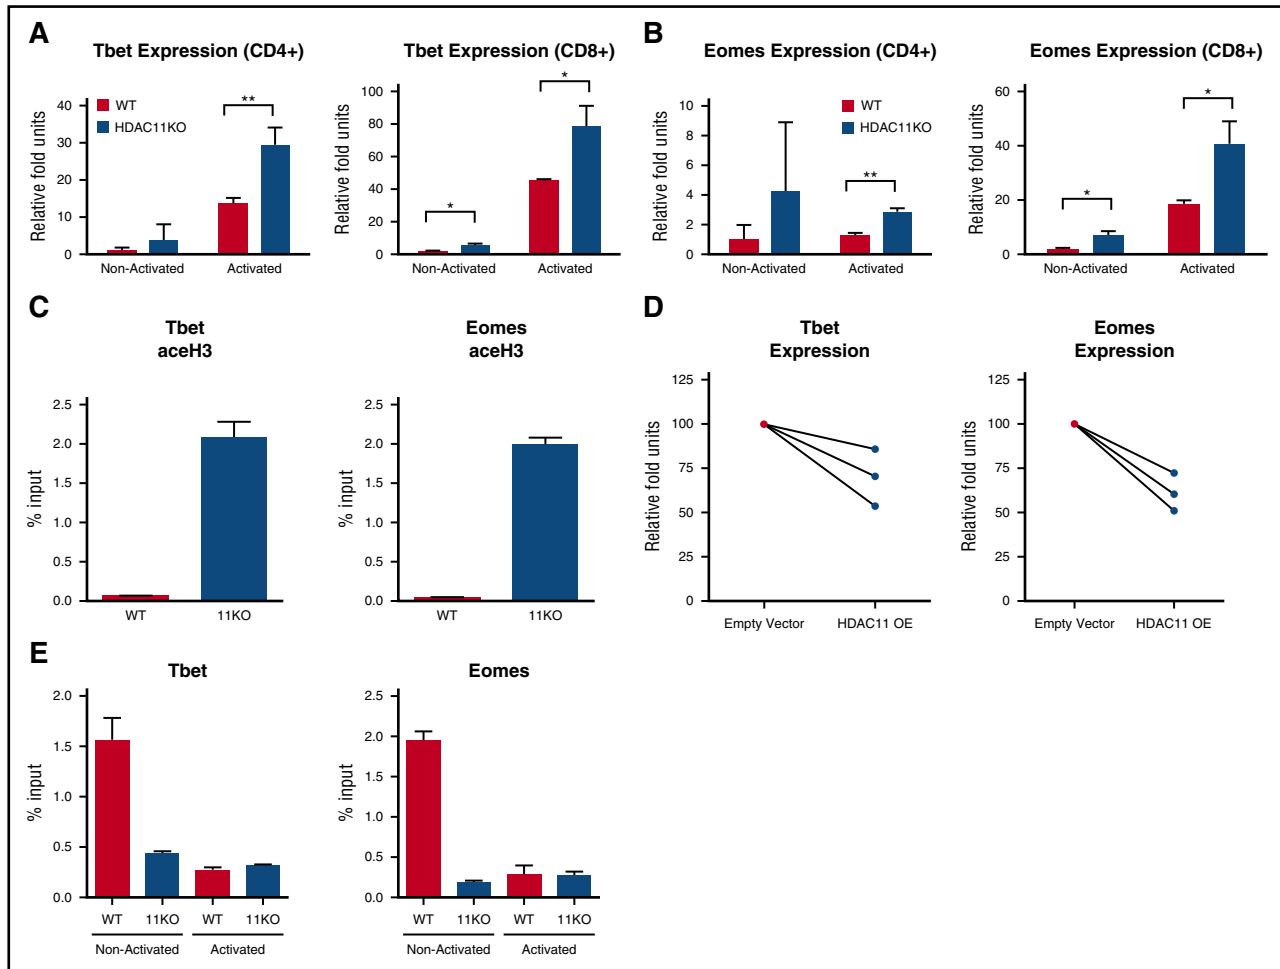 A
Tbet Expression (CD4+)
Relative fold units
40
30
20
10
0
WT
HDAC11KO
**
Non-Activated
Activated
Tbet Expression (CD8+)
Relative fold units
100
80
60
40
20
0
*
*
Non-Activated
Activated
B
Eomes Expression (CD4+)
Relative fold units
10
8
6
4
2
0
WT
HDAC11KO
**
Non-Activated
Activated
Eomes Expression (CD8+)
Relative fold units
60
40
20
0
*
*
Non-Activated
Activated
C
Tbet
aceH3
% input
2.5
2.0
1.5
1.0
0.5
0.0
WT
11KO
Eomes
aceH3
% input
2.5
2.0
1.5
1.0
0.5
0.0
WT
11KO
D
Tbet
Expression
Relative fold units
125
100
75
50
25
0
Empty Vector
HDAC11 OE
Eomes
Expression
Relative fold units
125
100
75
50
25
0
Empty Vector
HDAC11 OE
E
Tbet
% input
2.0
1.5
1.0
0.5
0.0
WT 11KO WT 11KO
Non-Activated Activated
Eomes
% input
2.5
2.0
1.5
1.0
0.5
0.0
WT 11KO WT 11KO
Non-Activated Activated